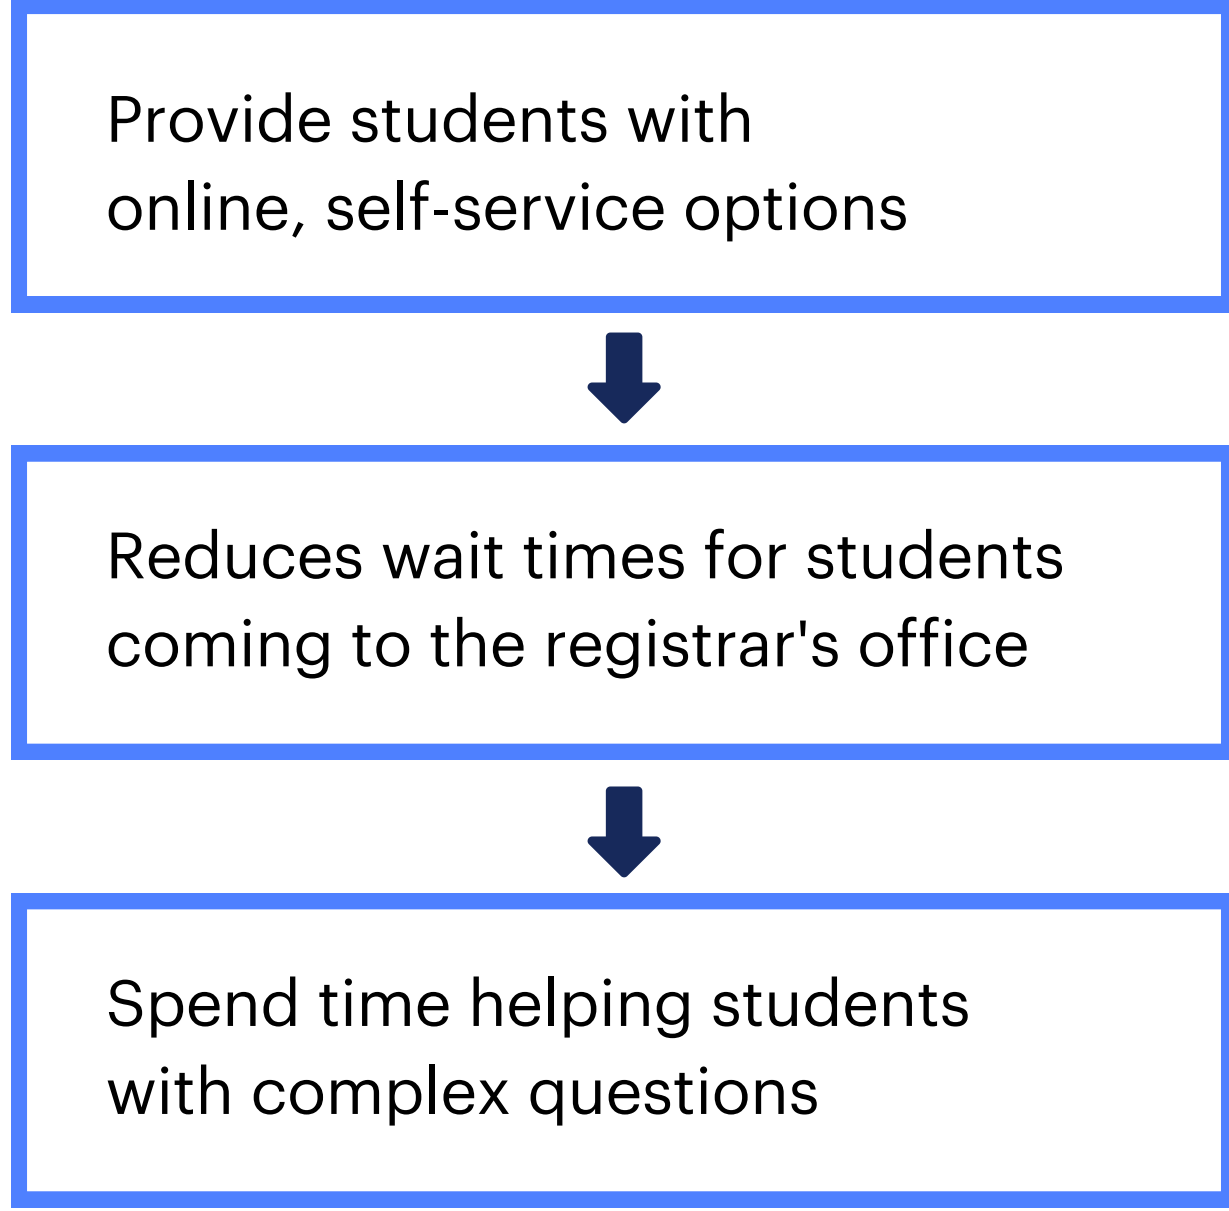 Provide students with
online, self-service options
Reduces wait times for students
coming to the registrar's office
Spend time helping students
with complex questions